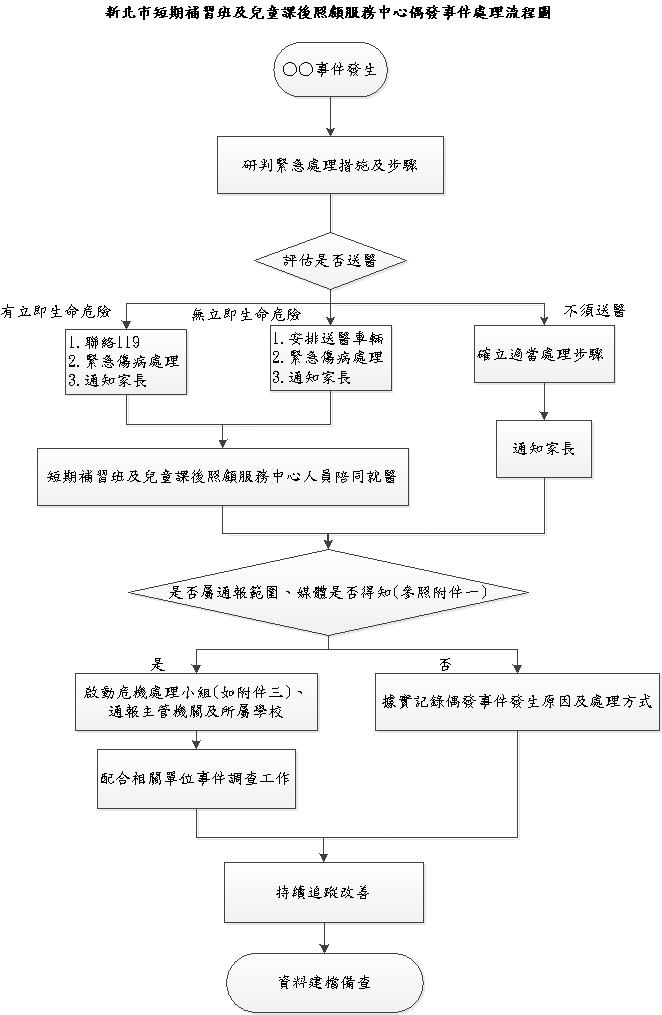 新北市短期補習班及兒童課後照顧服務中心偶發事件處理流程圖
○○事件發生
研判緊急處理措施及步驟
評估是否送醫
有立即生命危險
無立即生命危險
不須送醫
1.聯絡119
2.緊急傷病處理
3.通知家長
1.安排送醫車輛
2.緊急傷病處理
3.通知家長
確立適當處理步驟
通知家長
短期補習班及兒童課後照顧服務中心人員陪同就醫
是否屬通報範圍、媒體是否得知(參照附件一)
是
否
啟動危機處理小組(如附件三)、
通報主管機關及所屬學校
據實記錄偶發事件發生原因及處理方式
配合相關單位事件調查工作
持續追蹤改善
資料建檔備查